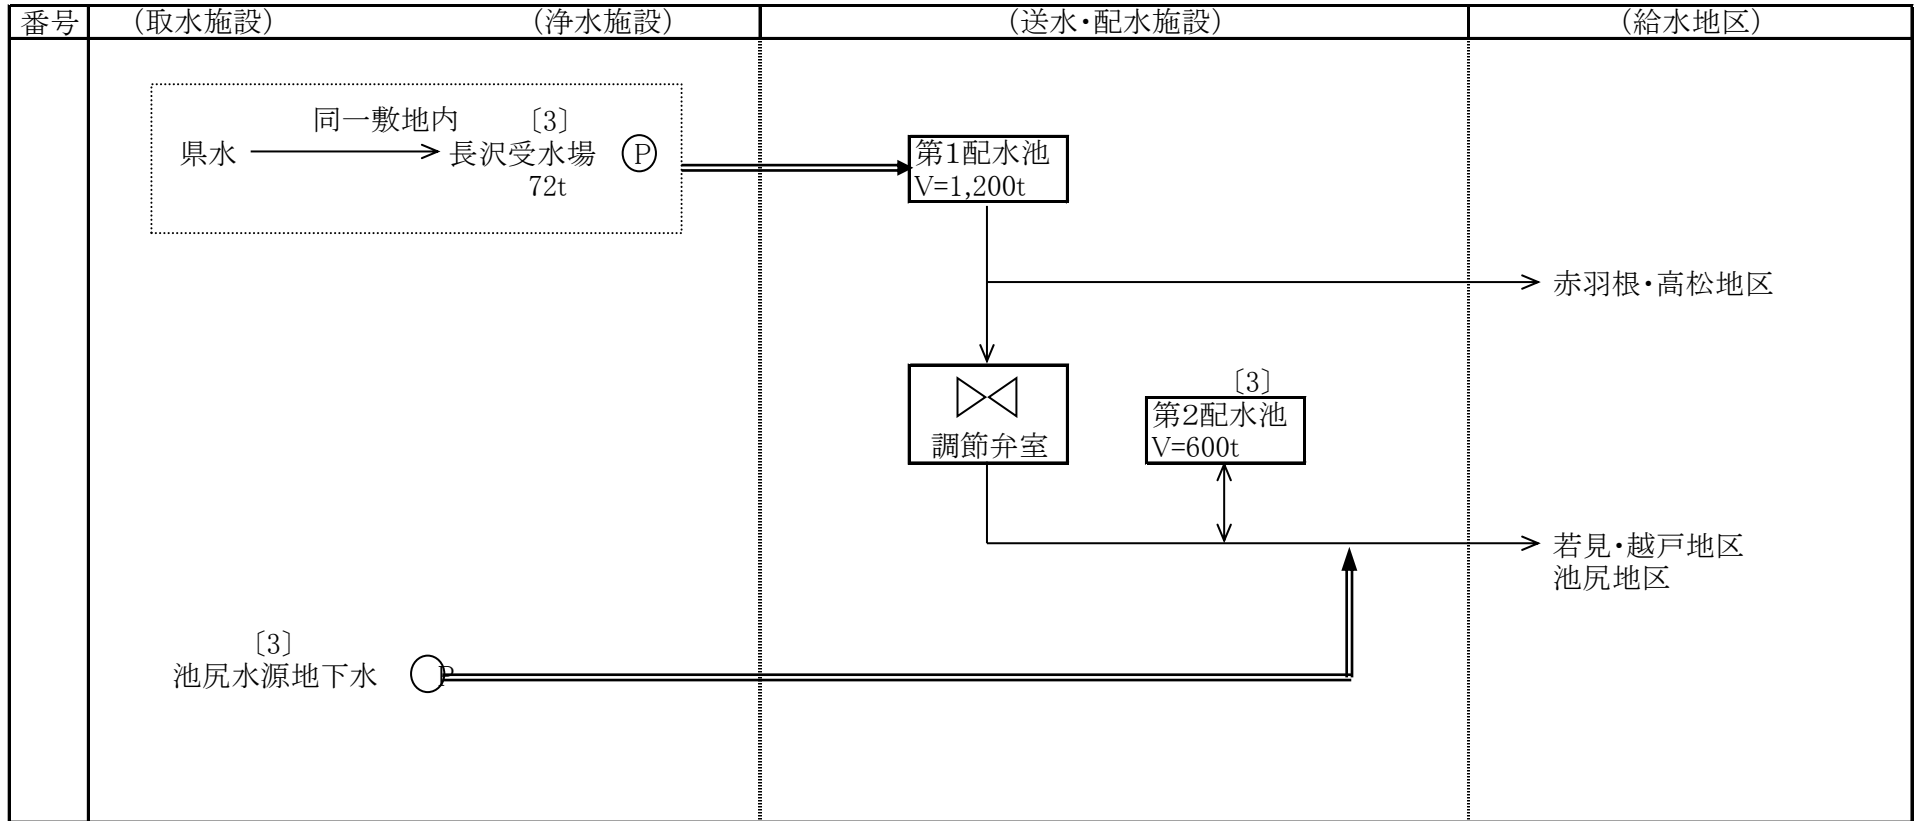 番号
(取水施設)
(浄水施設)
(送水・配水施設)
(給水地区)
同一敷地内
〔3〕
県水
長沢受水場
P
72t
第1配水池
V=1,200t
赤羽根・高松地区
調節弁室
〔3〕
第2配水池
V=600t
若見・越戸地区
池尻地区
〔3〕
池尻水源地下水
P